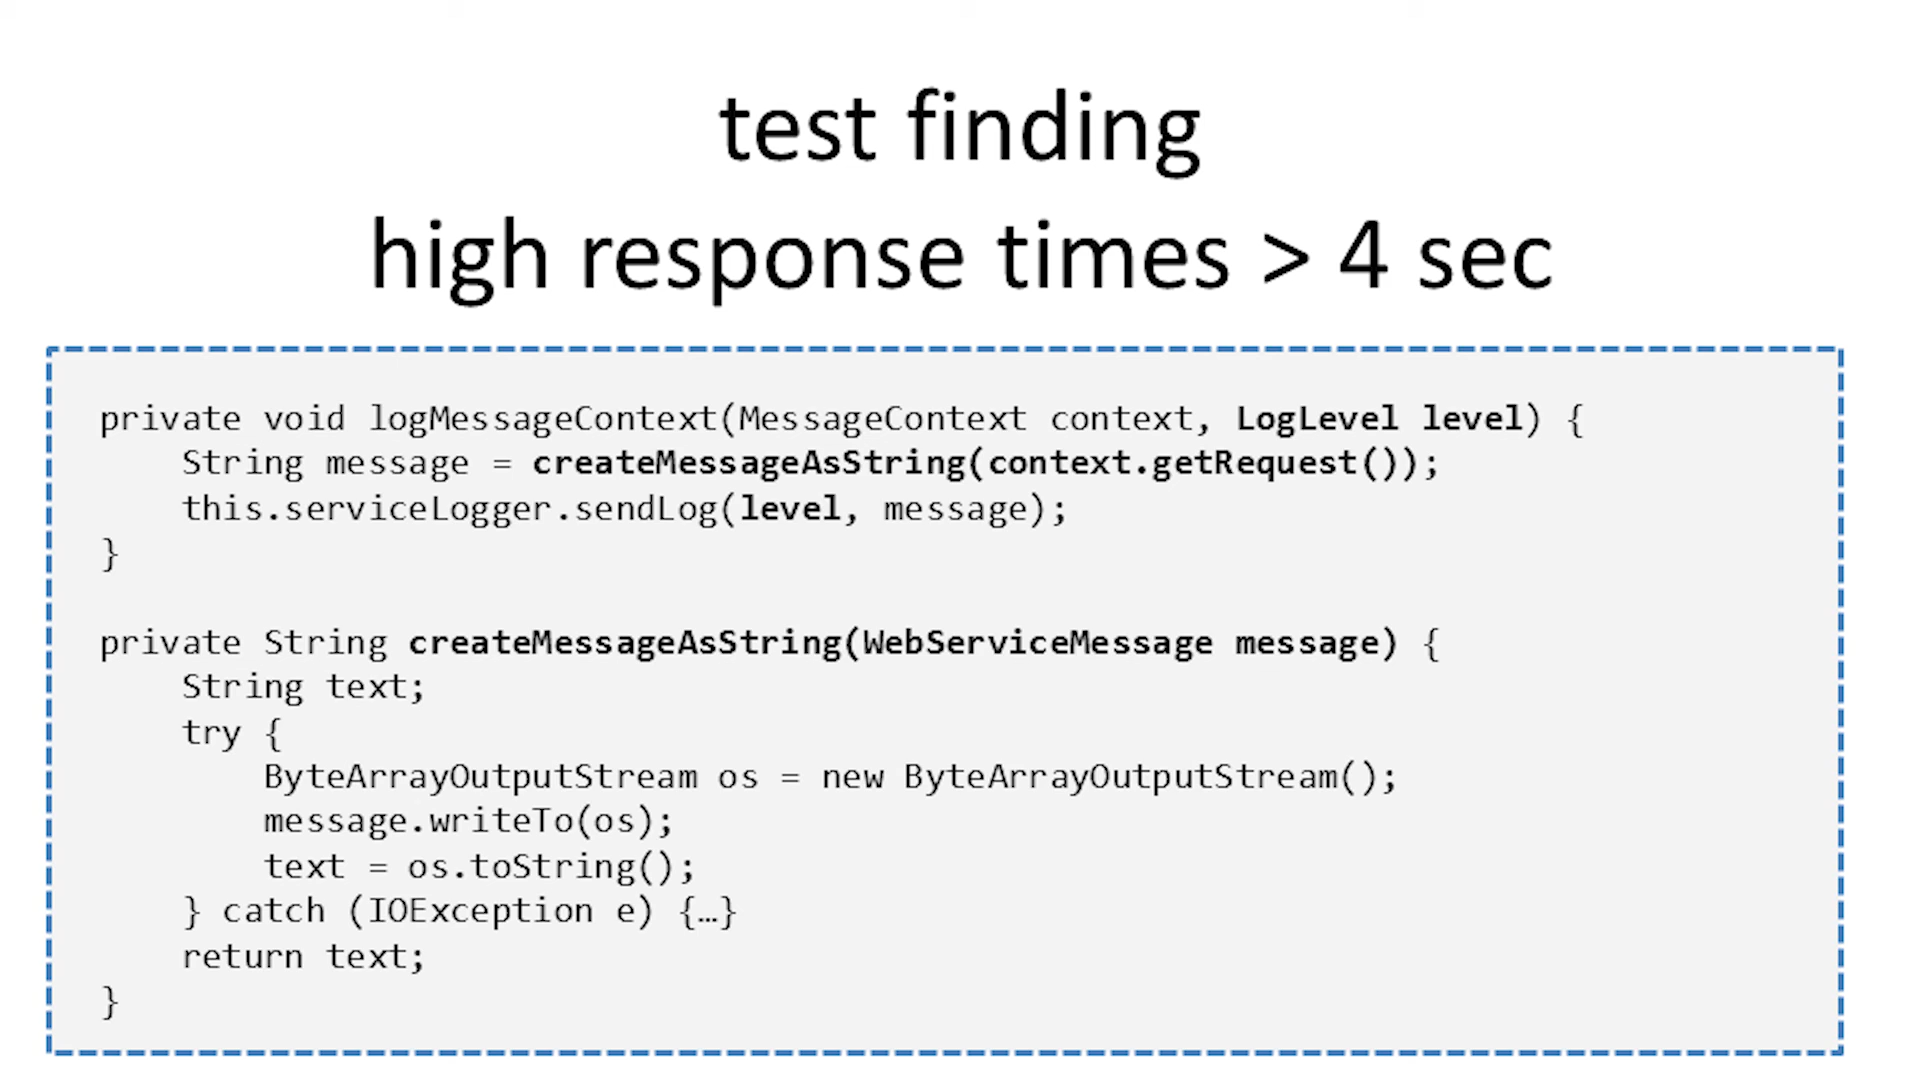 test finding
high response times > 4 sec
private void logMessageContext(MessageContext context, LogLevel level) {
String message = createMessageAsString(context.getRequest());
this.serviceLogger.sendLog(level, message);
}
private String createMessageAsString(WebServiceMessage message) {
String text;
try {
ByteArrayOutputStream os = new ByteArrayOutputStream();
message.writeTo(os);
text = os.toString();
} catch (IOException e) {…}
return text;
}